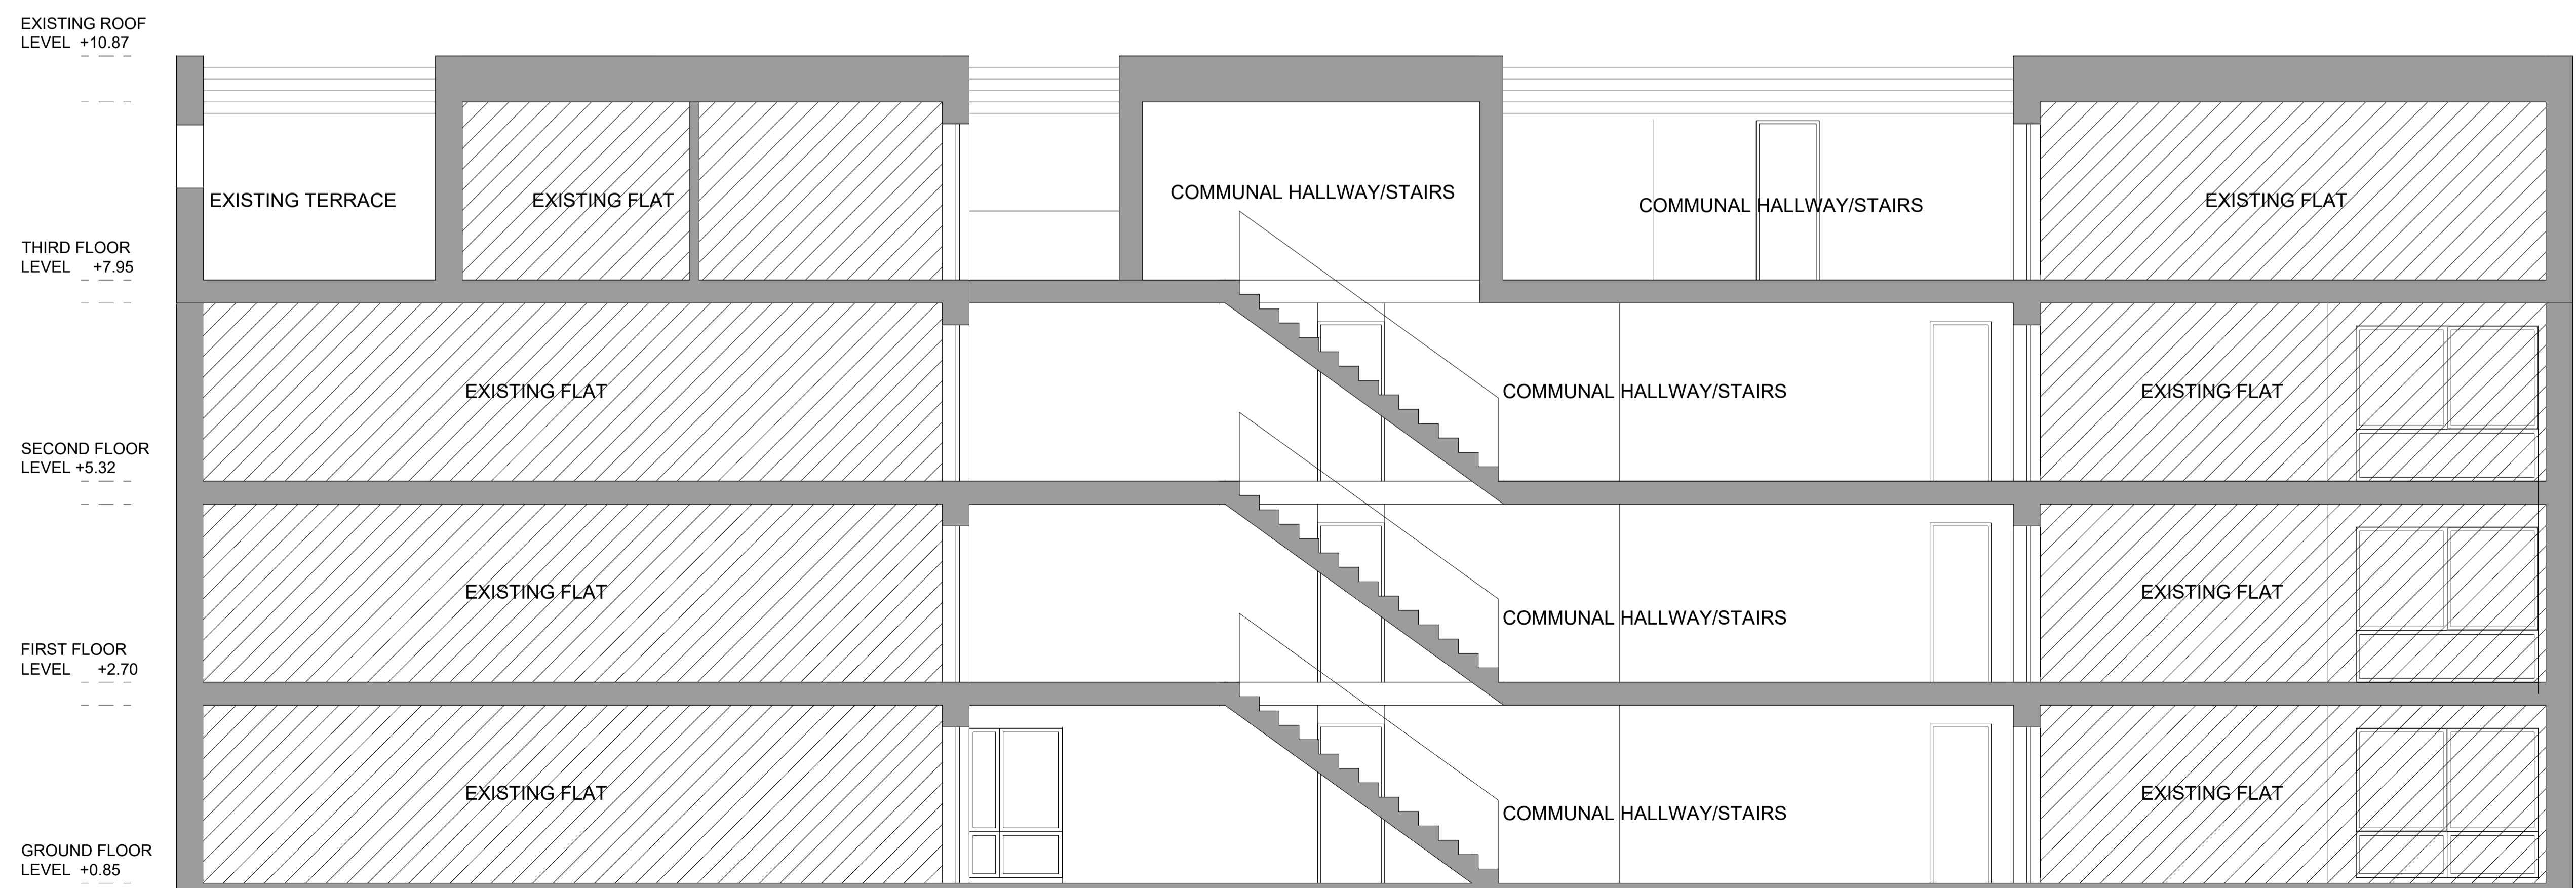 EXISTING ROOF
LEVEL +10.87
EXISTING TERRACE
EXISTING FLAT
COMMUNAL HALLWAY/STAIRS
COMMUNAL HALLWAY/STAIRS
EXISTING FLAT
THIRD FLOOR
LEVEL +7.95
EXISTING FLAT
COMMUNAL HALLWAY/STAIRS
EXISTING FLAT
SECOND FLOOR
LEVEL +5.32
EXISTING FLAT
COMMUNAL HALLWAY/STAIRS
EXISTING FLAT
FIRST FLOOR
LEVEL +2.70
EXISTING FLAT
COMMUNAL HALLWAY/STAIRS
EXISTING FLAT
GROUND FLOOR
LEVEL +0.85